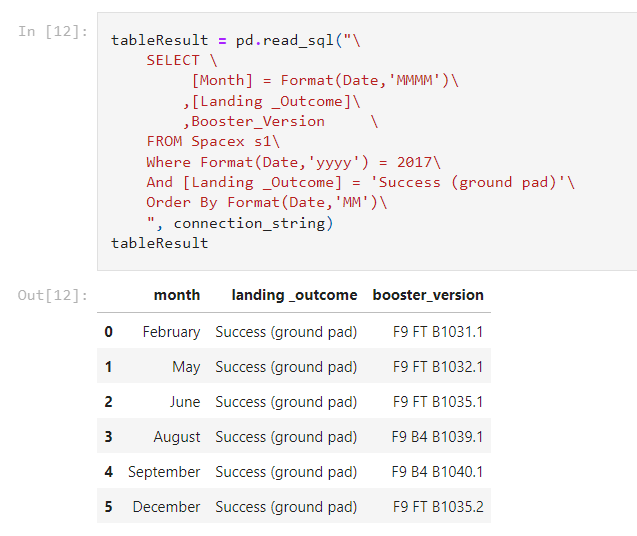 In [12]:
tableResult = pd.read_sql("\
SELECT \
[Month] = Format(Date,'MMMM')\
,[Landing _Outcome]\
,Booster_Version \
FROM Spacex s1\
Where Format(Date,'yyyy') = 2017\
And [Landing _Outcome] = 'Success (ground pad)'\
Order By Format(Date,'MM')\
", connection_string)
tableResult
Out[12]:
month landing _outcome booster_version
0 February Success (ground pad) F9 FT B1031.1
1 May Success (ground pad) F9 FT B1032.1
2 June Success (ground pad) F9 FT B1035.1
3 August Success (ground pad) F9 B4 B1039.1
4 September Success (ground pad) F9 B4 B1040.1
5 December Success (ground pad) F9 FT B1035.2